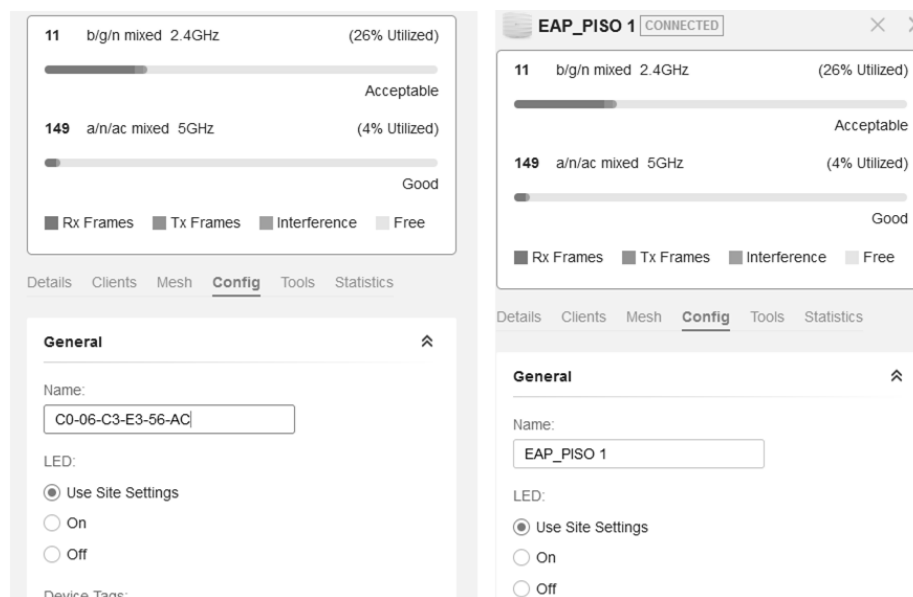 11 b/g/n mixed 2.4GHz (26% Utilized)
Acceptable
149 a/n/ac mixed 5GHz (4% Utilized)
Good
Rx Frames Tx Frames Interference Free
Details Clients Mesh Config Tools Statistics
General
Name:
C0-06-C3-E3-56-AC
LED:
Use Site Settings
On
Off
Device Tags:
EAP_PISO 1 CONNECTED
11 b/g/n mixed 2.4GHz (26% Utilized)
Acceptable
149 a/n/ac mixed 5GHz (4% Utilized)
Good
Rx Frames Tx Frames Interference Free
Details Clients Mesh Config Tools Statistics
General
Name:
EAP_PISO 1
LED:
Use Site Settings
On
Off